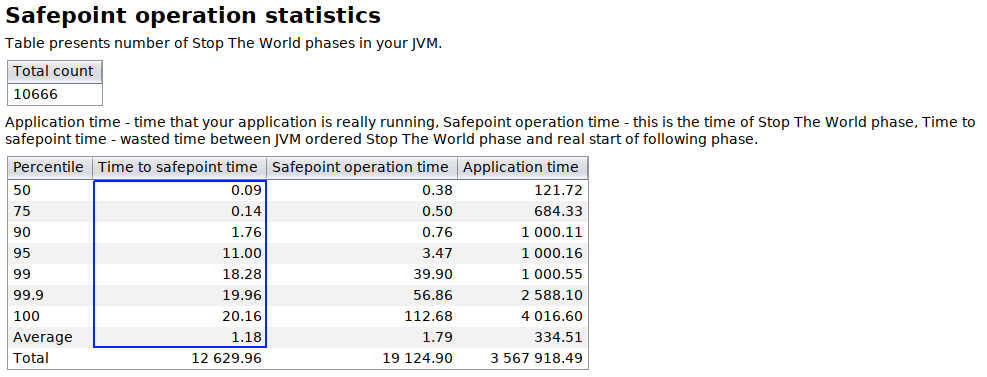 Safepoint operation statistics
Table presents number of Stop The World phases in your JVM.
Total count
10666
Application time - time that your application is really running, Safepoint operation time - this is the time of Stop The World phase, Time to
safepoint time - wasted time between JVM ordered Stop The World phase and real start of following phase.
Percentile Time to safepoint time Safepoint operation time Application time
50 0.09 0.38 121.72
75 0.14 0.50 684.33
90 1.76 0.76 1 000.11
95 11.00 3.47 1 000.16
99 18.28 39.90 1 000.55
99.9 19.96 56.86 2 588.10
100 20.16 112.68 4 016.60
Average 1.18 1.79 334.51
Total 12 629.96 19 124.90 3 567 918.49